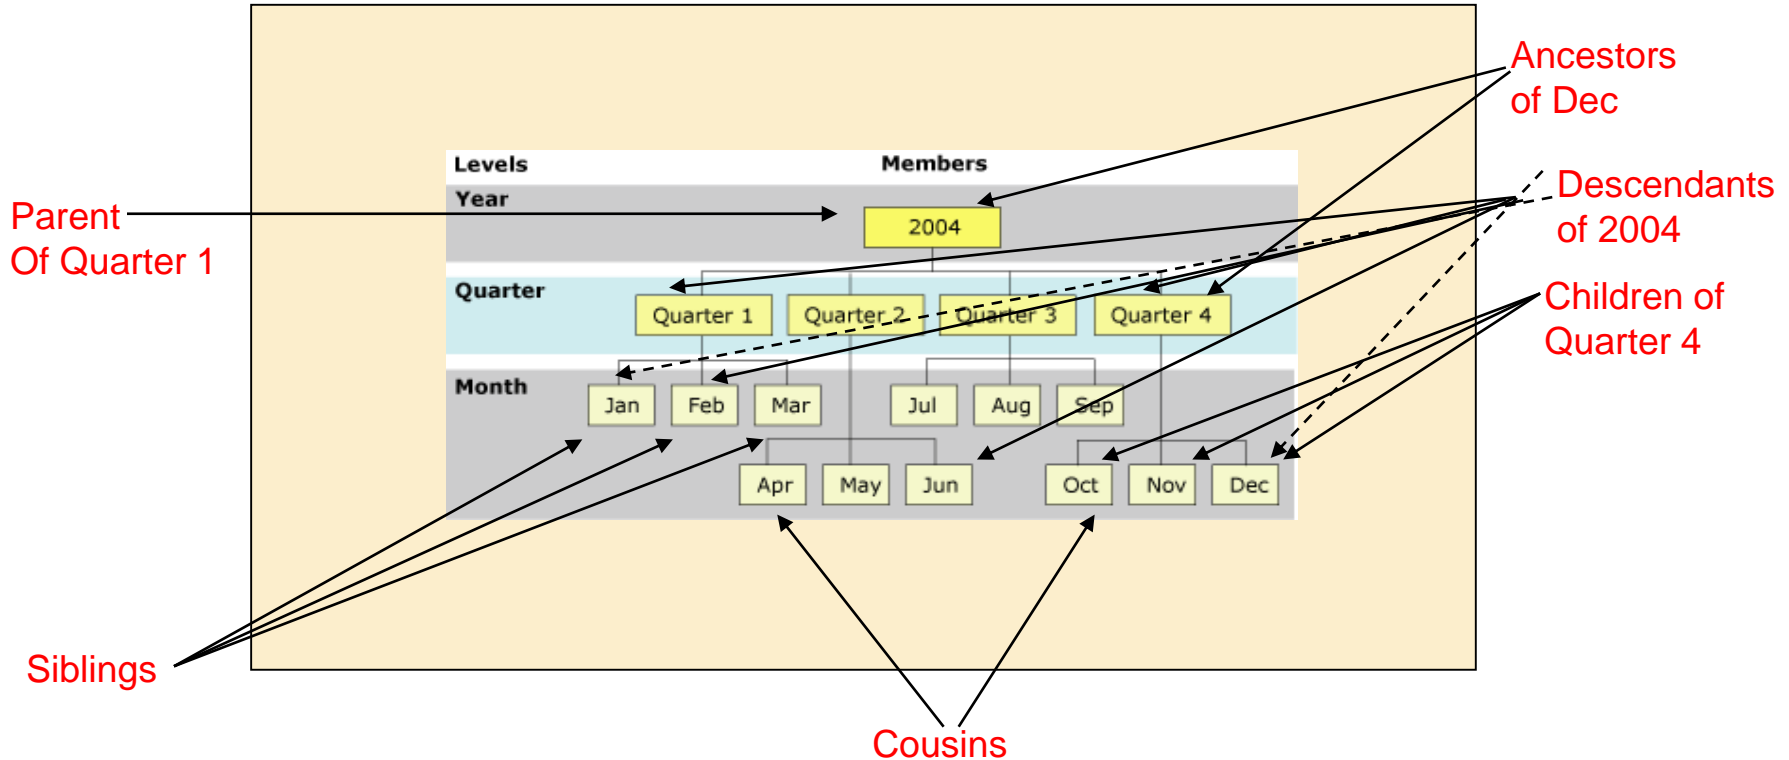 Ancestors
of Dec
Levels
Members
Year
Parent
Of Quarter 1
2004
Descendants
of 2004
Quarter
Quarter 1
Quarter 2
Quarter 3
Quarter 4
Children of
Quarter 4
Month
Jan
Feb
Mar
Jul
Aug
Sep
Apr
May
Jun
Oct
Nov
Dec
Siblings
Cousins